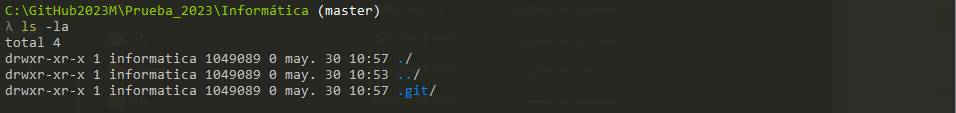 C:\GitHub2023M\Prueba_2023\Informática (master)
λ ls -la
total 4
drwxr-xr-x 1 informatica 1049089 0 may. 30 10:57 ./
drwxr-xr-x 1 informatica 1049089 0 may. 30 10:53 ../
drwxr-xr-x 1 informatica 1049089 0 may. 30 10:57 .git/